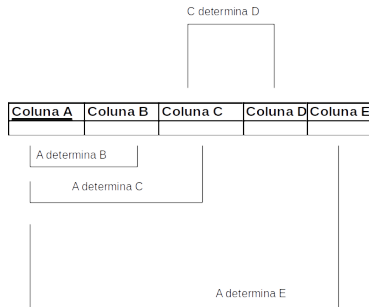 C determina D
Coluna A Coluna B Coluna C Coluna D Coluna E
A determina B
A determina C
A determina E